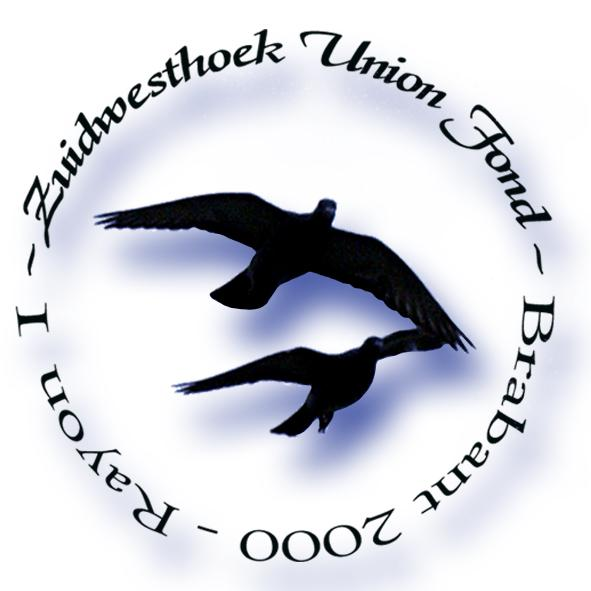 ~ Zuidwesthoek Union Fond ~
Brabant 2000 - Rayon I